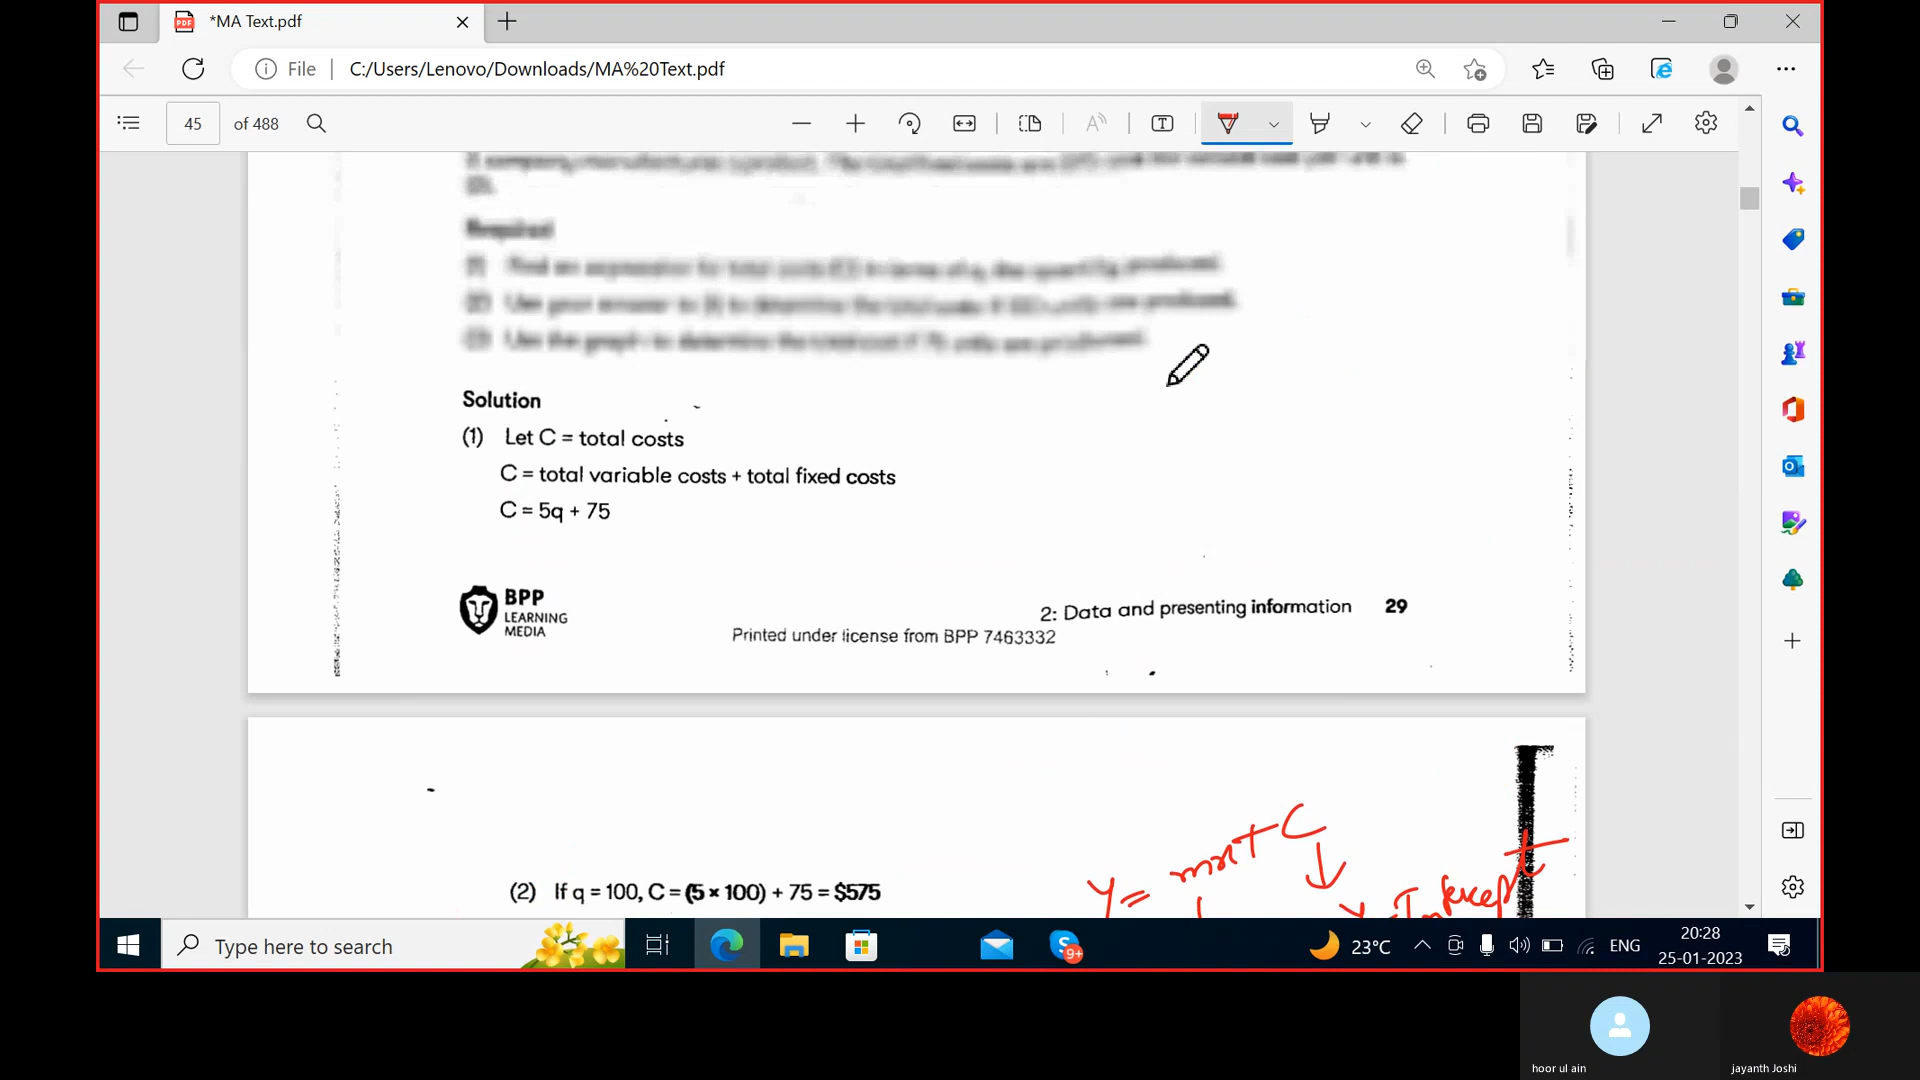 *MA Text.pdf
File
C:/Users/Lenovo/Downloads/MA%20Text.pdf
45 of 488
Required
Solution
(1) Let C = total costs
C = total variable costs + total fixed costs
C = 5q + 75
BPP
LEARNING
MEDIA
2: Data and presenting information 29
Printed under license from BPP 7463332
y = mx + C
y-Intercept
(2) If q = 100, C = (5 × 100) + 75 = $575
Type here to search
9+
23°C
ENG
20:28
25-01-2023
hoor ul ain
jayanth Joshi